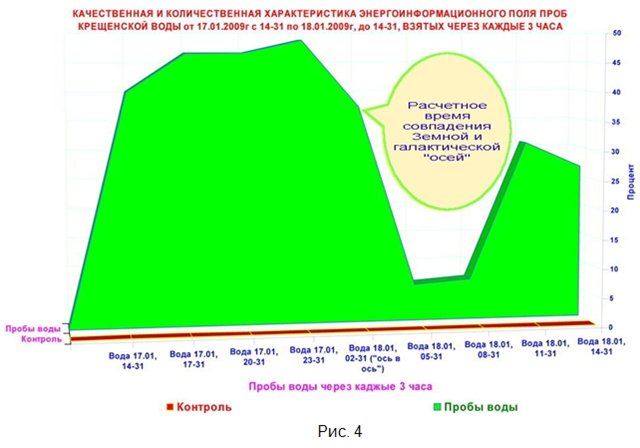 КАЧЕСТВЕННАЯ И КОЛИЧЕСТВЕННАЯ ХАРАКТЕРИСТИКА ЭНЕРГОИНФОРМАЦИОННОГО ПОЛЯ ПРОБ
КРЕЩЕНСКОЙ ВОДЫ от 17.01.2009г с 14-31 по 18.01.2009г, до 14-31, ВЗЯТЫХ ЧЕРЕЗ КАЖДЫЕ 3 ЧАСА
Расчетное
время
совпадения
Земной и
галактической
"осей"
50
45
40
35
30
25
20
15
10
5
0
Процент
Пробы воды
Контроль
Вода 17.01,
14-31
Вода 17.01,
17-31
Вода 17.01,
20-31
Вода 17.01,
23-31
Вода 18.01,
02-31 ("ось в
ось")
Вода 18.01,
05-31
Вода 18.01,
08-31
Вода 18.01,
11-31
Вода 18.01,
14-31
Пробы воды через каджые 3 часа
Контроль
Пробы воды
Рис. 4